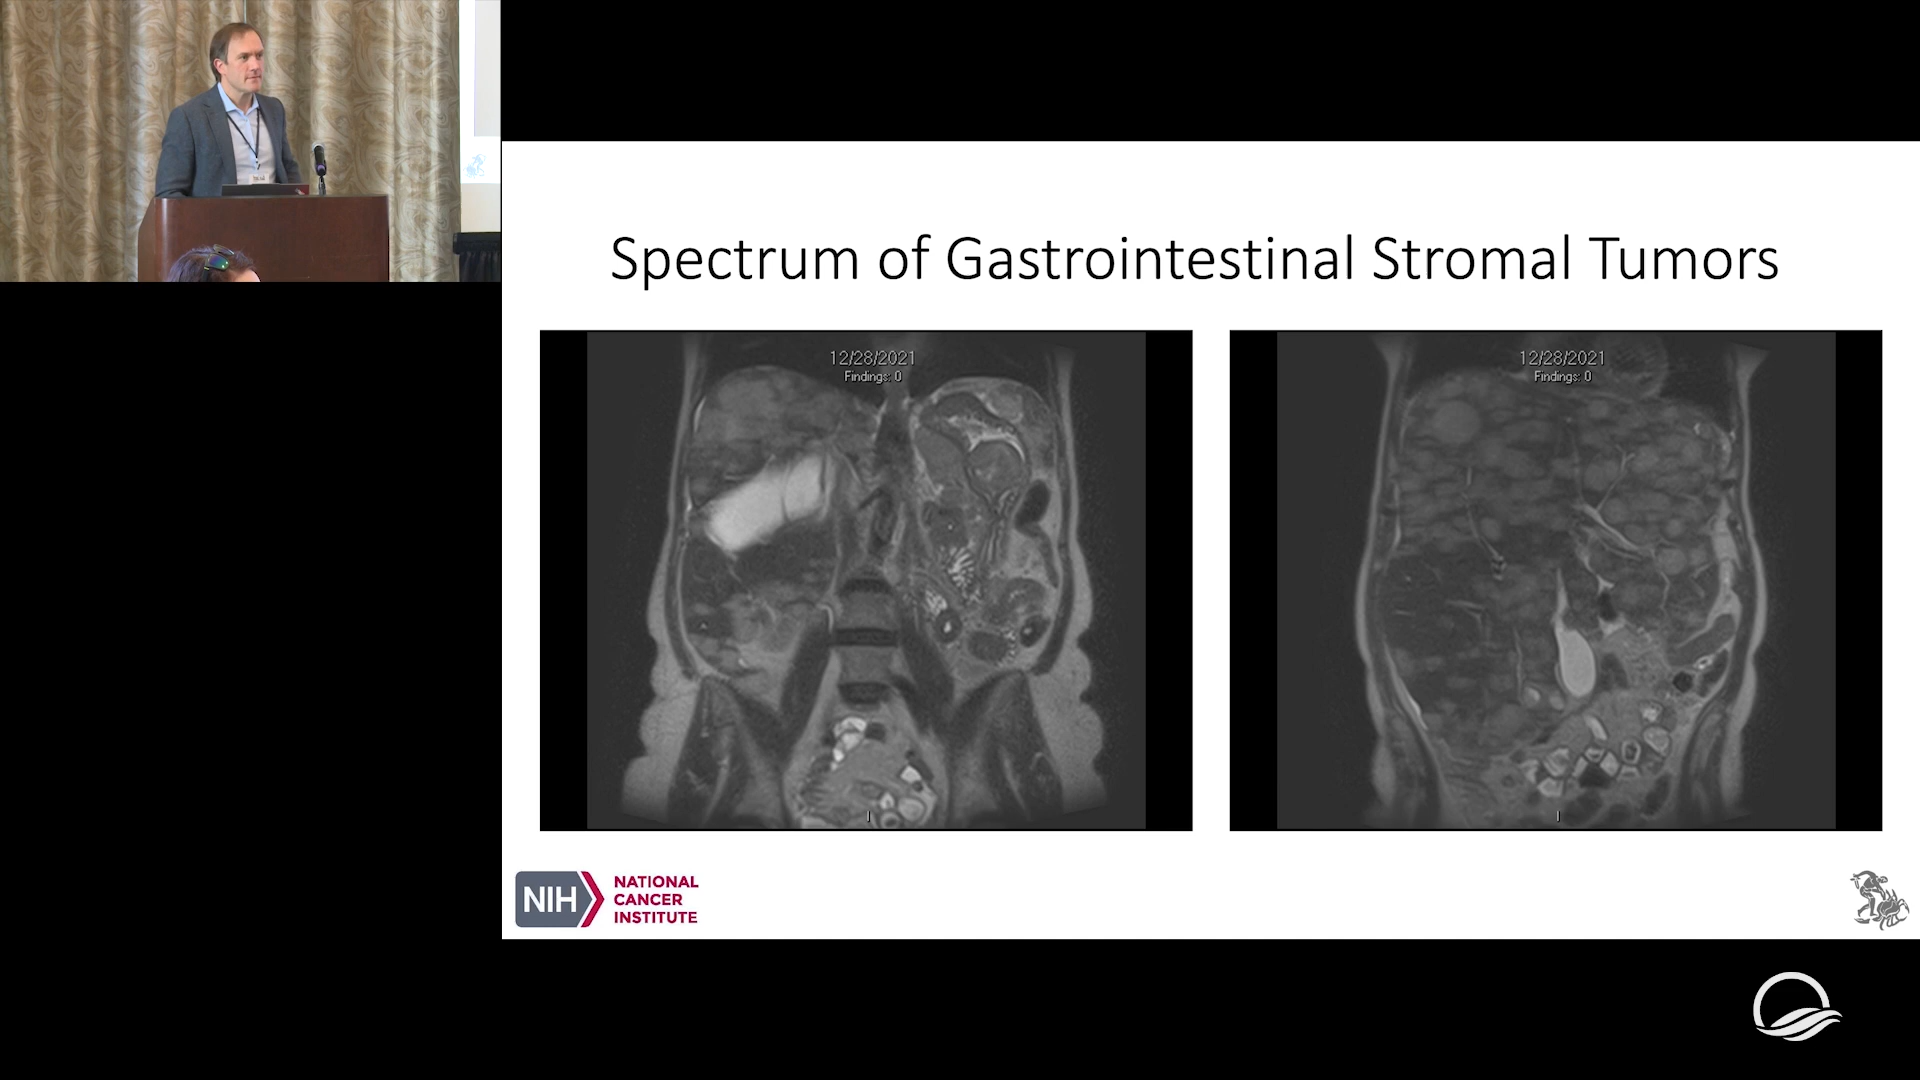 Spectrum of Gastrointestinal Stromal Tumors
12/28/2021
Findings: 0
I
12/28/2021
Findings: 0
I
NIH
NATIONAL
CANCER
INSTITUTE